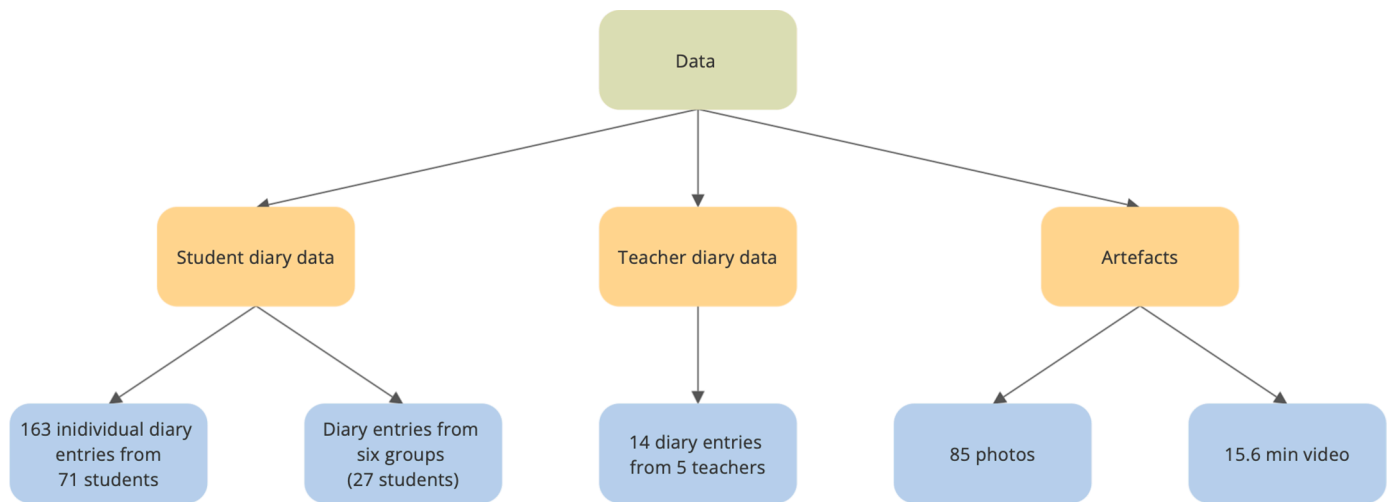 Data
Student diary data
Teacher diary data
Artefacts
163 inidividual diary
entries from
71 students
Diary entries from
six groups
(27 students)
14 diary entries
from 5 teachers
85 photos
15.6 min video